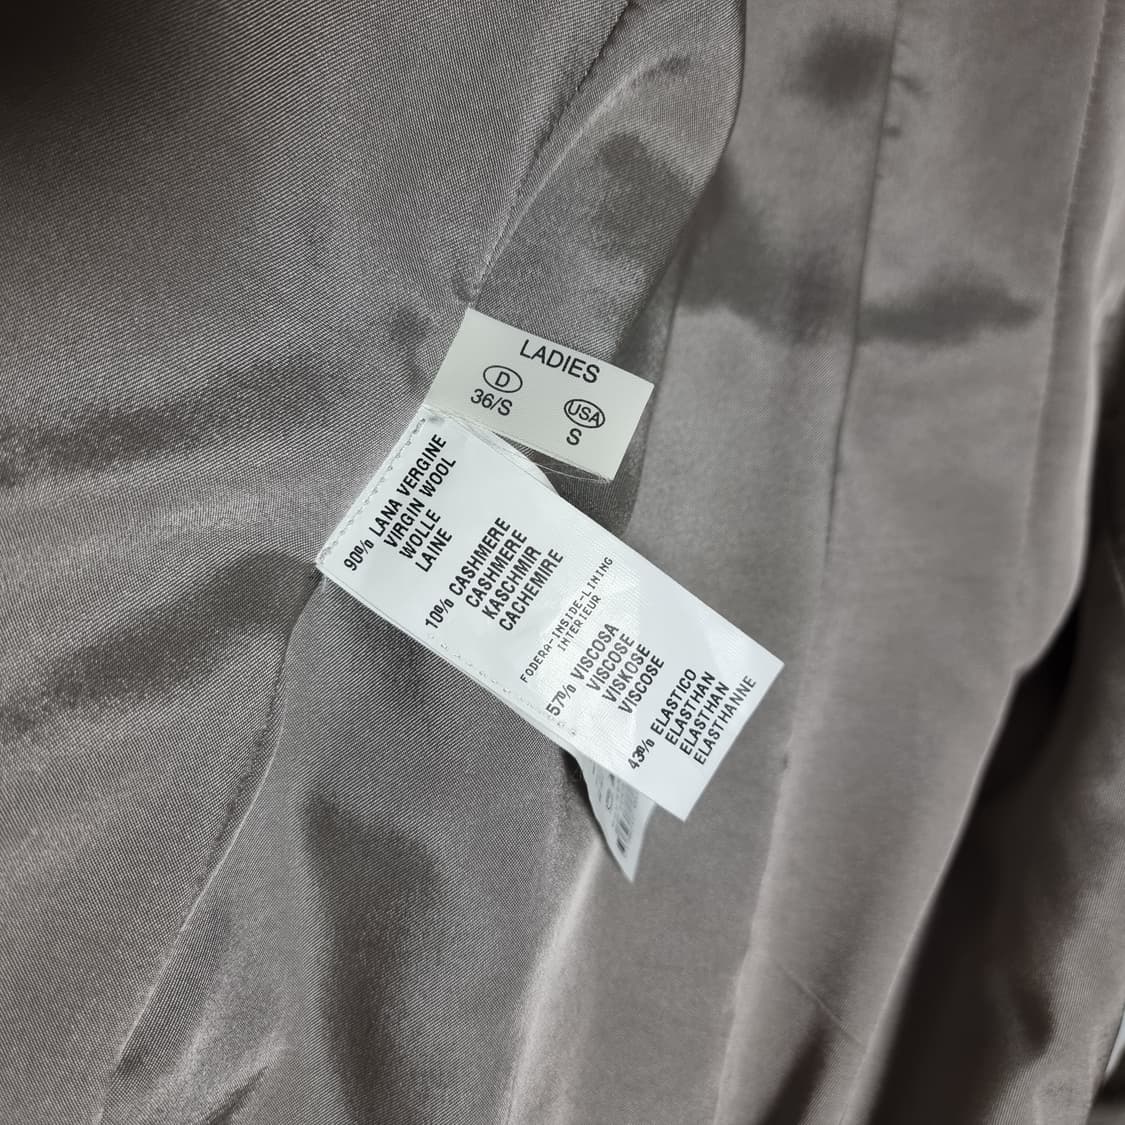 LADIES
D
36/S
USA
S
90% LANA VERGINE
VIRGIN WOOL
WOLLE
LAINE
10% CASHMERE
CASHMERE
KASCHMIR
CACHEMIRE
FODERA-INSIDE-LINING
INTERIEUR
57% VISCOSA
VISCOSE
VISKOSE
VISCOSE
43% ELASTICO
ELASTHAN
ELASTHAN
ELASTHANNE